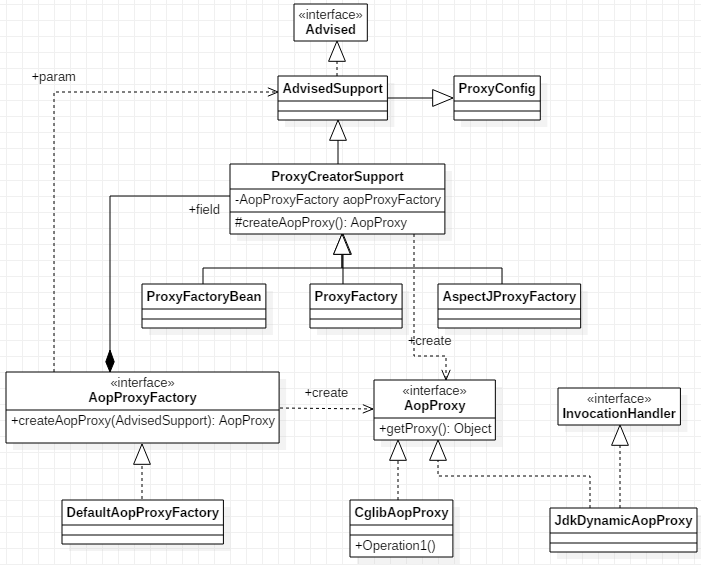 «interface»
Advised
+param
AdvisedSupport
ProxyConfig
ProxyCreatorSupport
-AopProxyFactory aopProxyFactory
+field
#createAopProxy(): AopProxy
ProxyFactoryBean
ProxyFactory
AspectJProxyFactory
+create
«interface»
AopProxyFactory
+createAopProxy(AdvisedSupport): AopProxy
+create
«interface»
AopProxy
+getProxy(): Object
«interface»
InvocationHandler
DefaultAopProxyFactory
CglibAopProxy
+Operation1()
JdkDynamicAopProxy